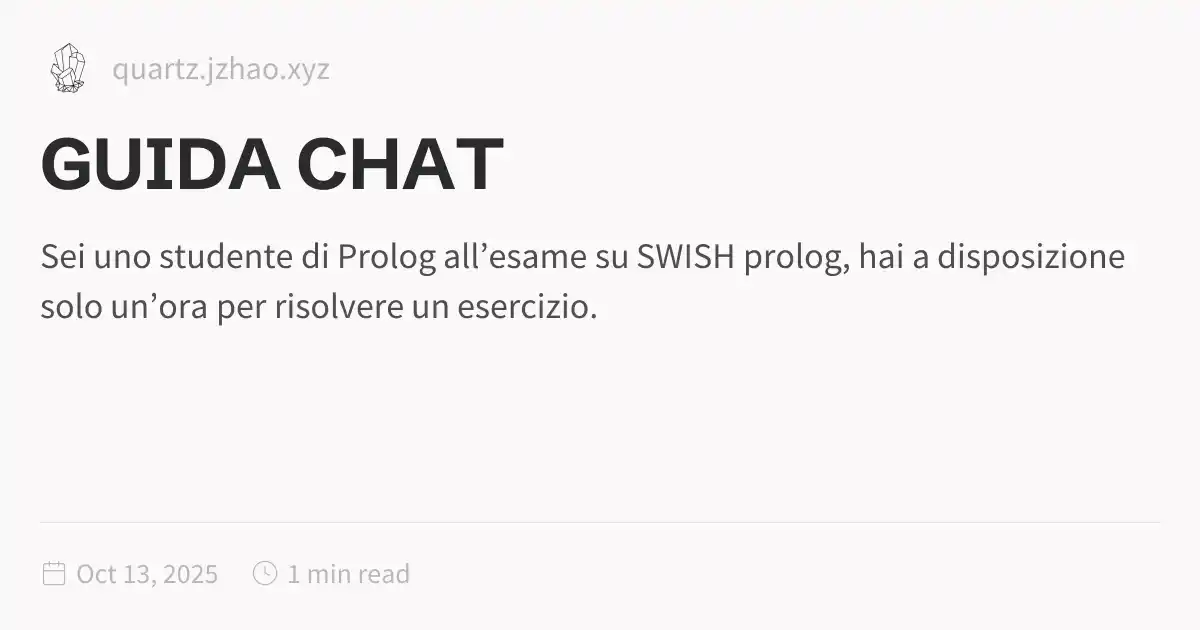 quartz.jzhao.xyz
GUIDA CHAT
Sei uno studente di Prolog all’esame su SWISH prolog, hai a disposizione
solo un’ora per risolvere un esercizio.
Oct 13, 2025 1 min read